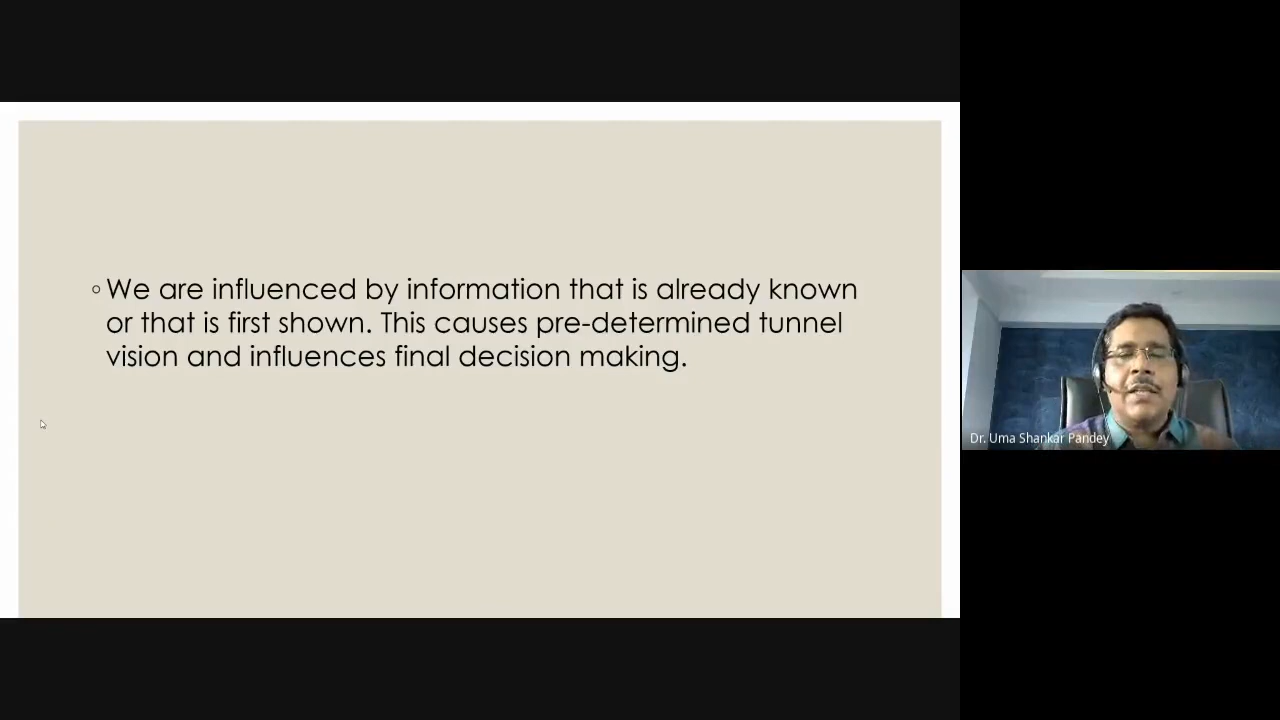 ◦ We are influenced by information that is already known
or that is first shown. This causes pre-determined tunnel
vision and influences final decision making.
Dr. Uma Shankar Pandey